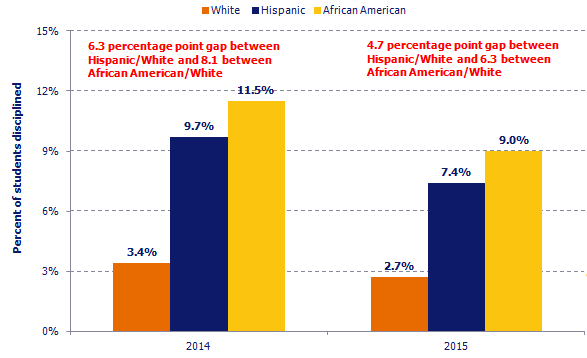 White Hispanic African American
Percent of students disciplined
15%
12%
9%
6%
3%
0%
6.3 percentage point gap between
Hispanic/White and 8.1 between
African American/White
4.7 percentage point gap between
Hispanic/White and 6.3 between
African American/White
3.4%
9.7%
11.5%
2.7%
7.4%
9.0%
2014
2015